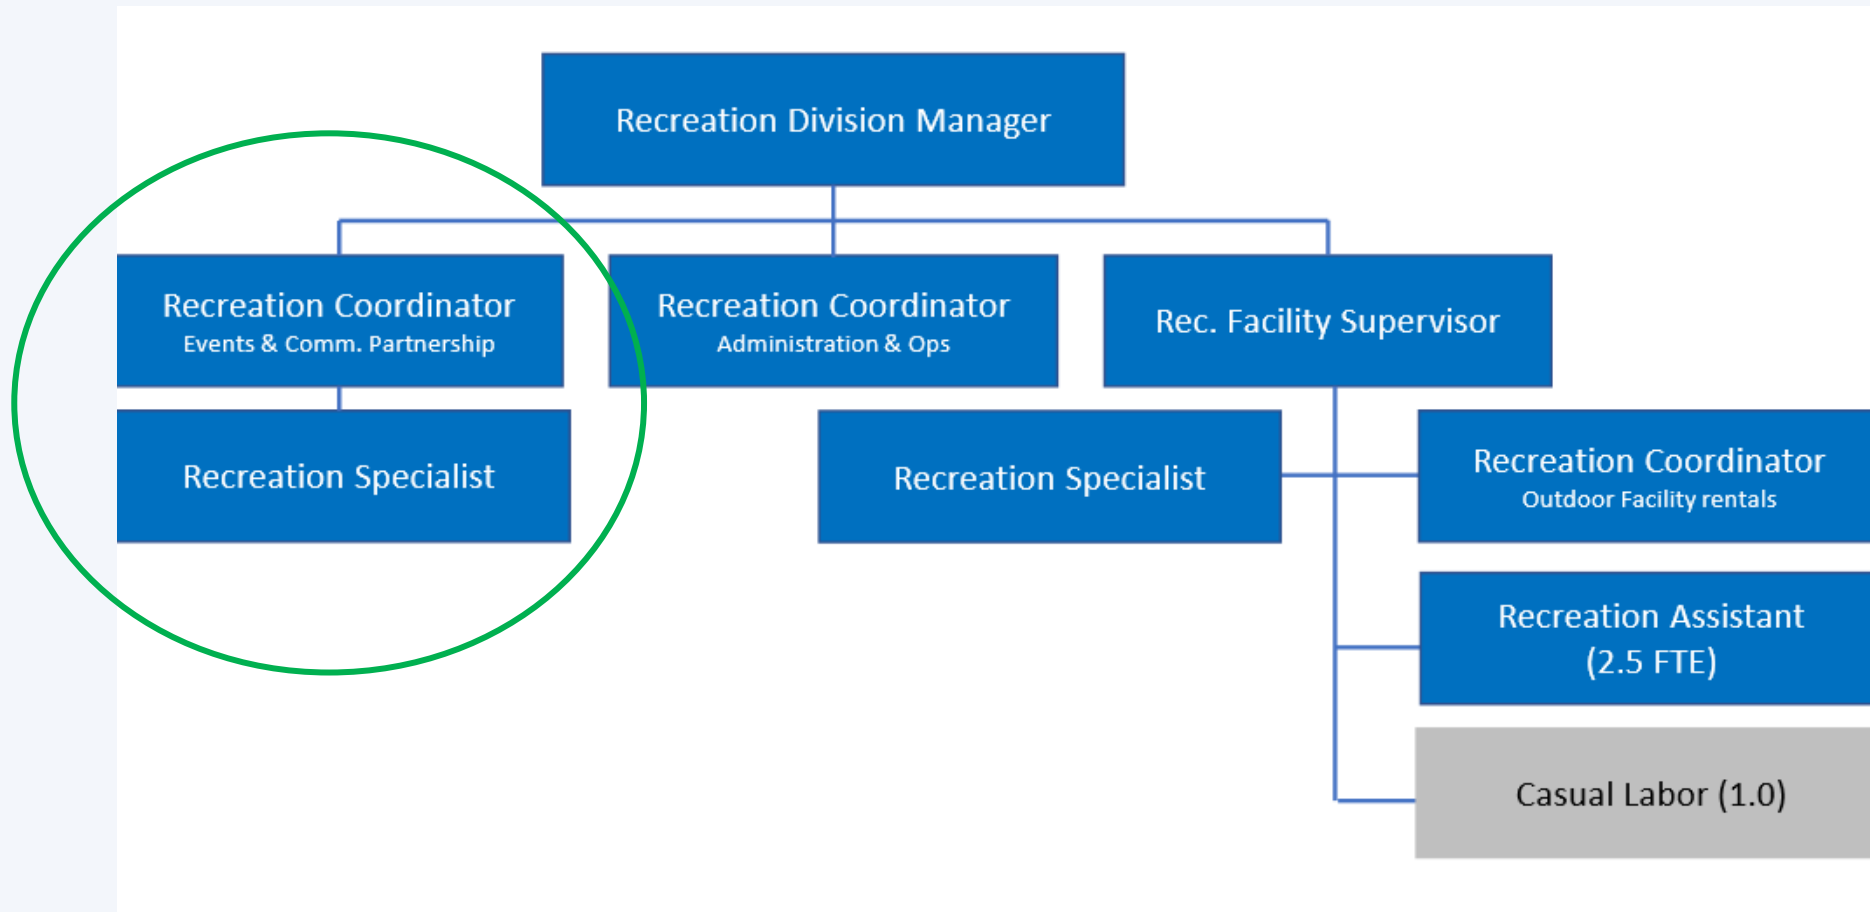 Recreation Division Manager
Recreation Coordinator
Events & Comm. Partnership
Recreation Coordinator
Administration & Ops
Rec. Facility Supervisor
Recreation Specialist
Recreation Specialist
Recreation Coordinator
Outdoor Facility rentals
Recreation Assistant
(2.5 FTE)
Casual Labor (1.0)